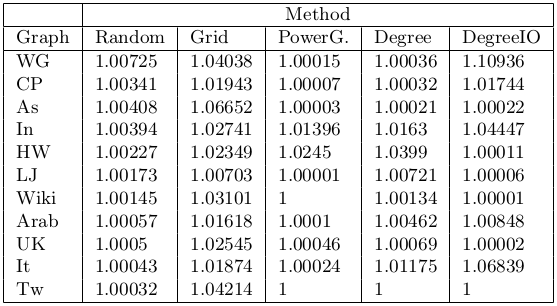 Method
Graph Random Grid PowerG. Degree DegreeIO
WG 1.00725 1.04038 1.00015 1.00036 1.10936
CP 1.00341 1.01943 1.00007 1.00032 1.01744
As 1.00408 1.06652 1.00003 1.00021 1.00022
In 1.00394 1.02741 1.01396 1.0163 1.04447
HW 1.00227 1.02349 1.0245 1.0399 1.00011
LJ 1.00173 1.00703 1.00001 1.00721 1.00006
Wiki 1.00145 1.03101 1 1.00134 1.00001
Arab 1.00057 1.01618 1.0001 1.00462 1.00848
UK 1.0005 1.02545 1.00046 1.00069 1.00002
It 1.00043 1.01874 1.00024 1.01175 1.06839
Tw 1.00032 1.04214 1 1 1